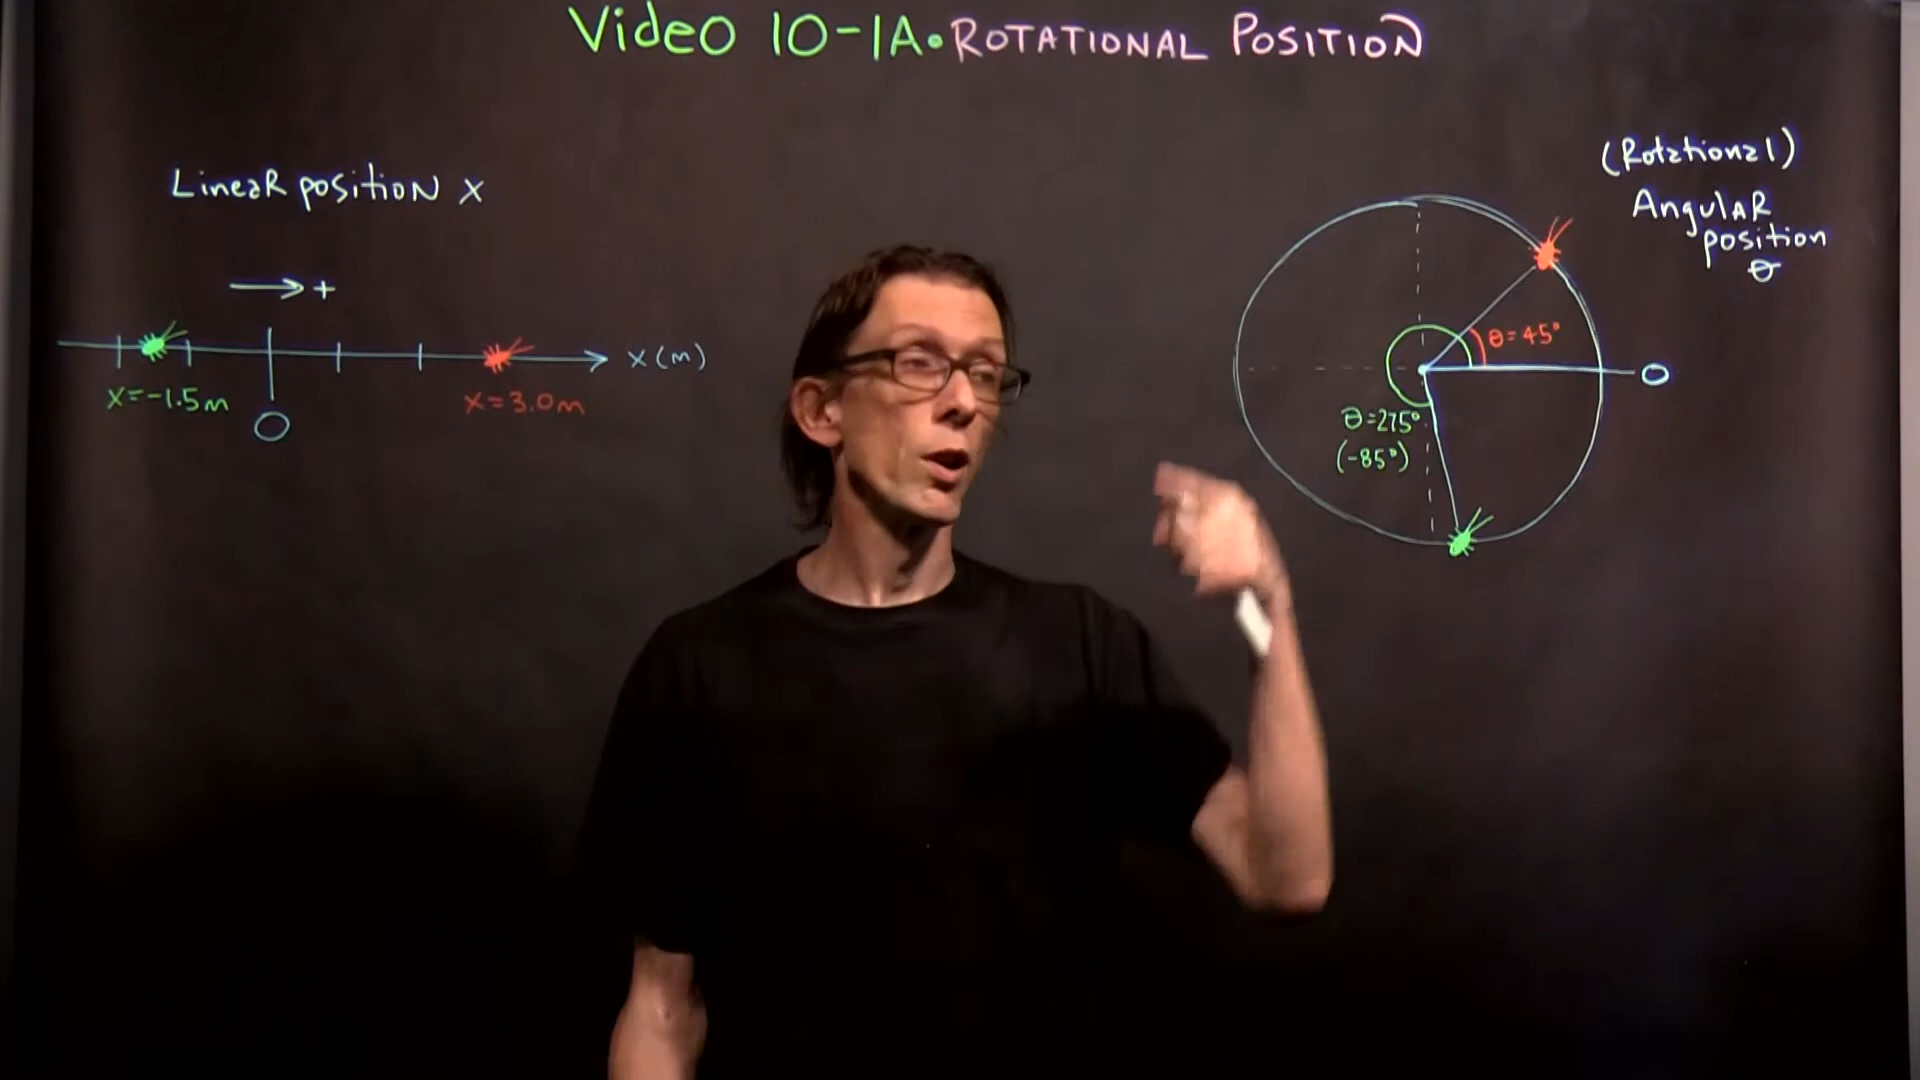 Video 10-1A • ROTATIONAL POSITION
LineaR position x
→ +
x (m)
x=-1.5m
0
x=3.0m
(Rotational)
AngulaR
position
θ
θ=45°
0
θ=275°
(-85°)